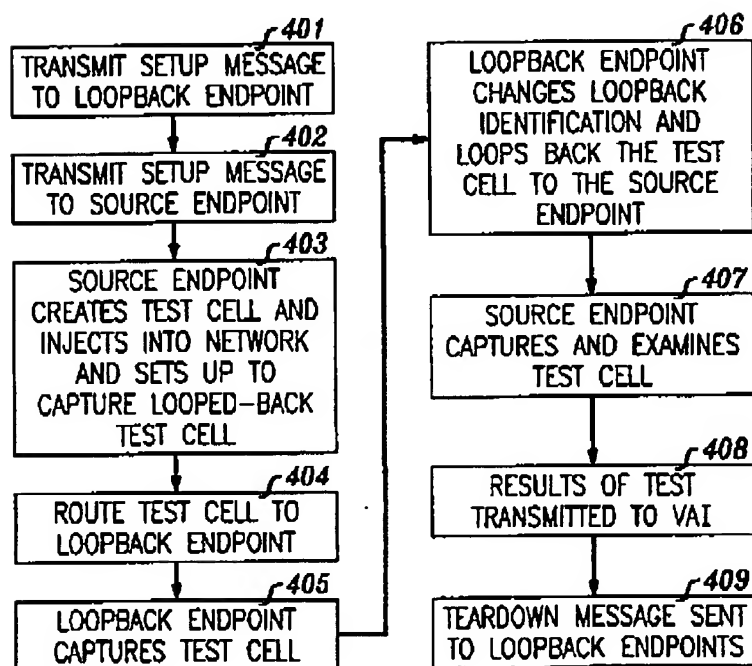 401
TRANSMIT SETUP MESSAGE
TO LOOPBACK ENDPOINT
402
TRANSMIT SETUP MESSAGE
TO SOURCE ENDPOINT
403
SOURCE ENDPOINT
CREATES TEST CELL AND
INJECTS INTO NETWORK
AND SETS UP TO
CAPTURE LOOPED-BACK
TEST CELL
404
ROUTE TEST CELL TO
LOOPBACK ENDPOINT
405
LOOPBACK ENDPOINT
CAPTURES TEST CELL
406
LOOPBACK ENDPOINT
CHANGES LOOPBACK
IDENTIFICATION AND
LOOPS BACK THE TEST
CELL TO THE SOURCE
ENDPOINT
407
SOURCE ENDPOINT
CAPTURES AND EXAMINES
TEST CELL
408
RESULTS OF TEST
TRANSMITTED TO VAI
409
TEARDOWN MESSAGE SENT
TO LOOPBACK ENDPOINTS